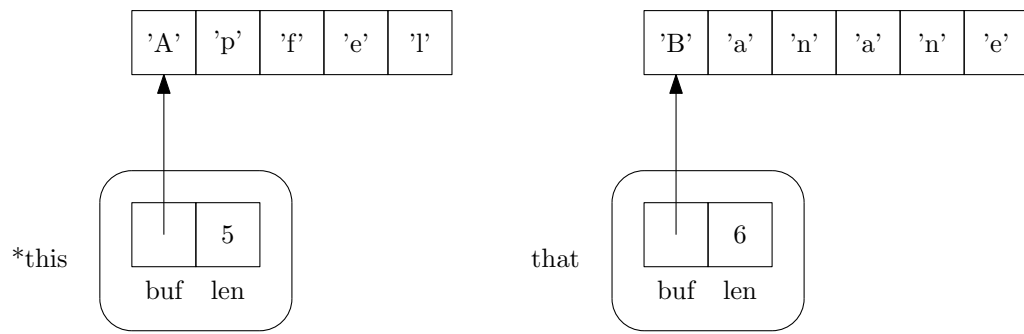 'A' 'p' 'f' 'e' 'l' 'B' 'a' 'n' 'a' 'n' 'e'
5 6
*this that
buf len buf len